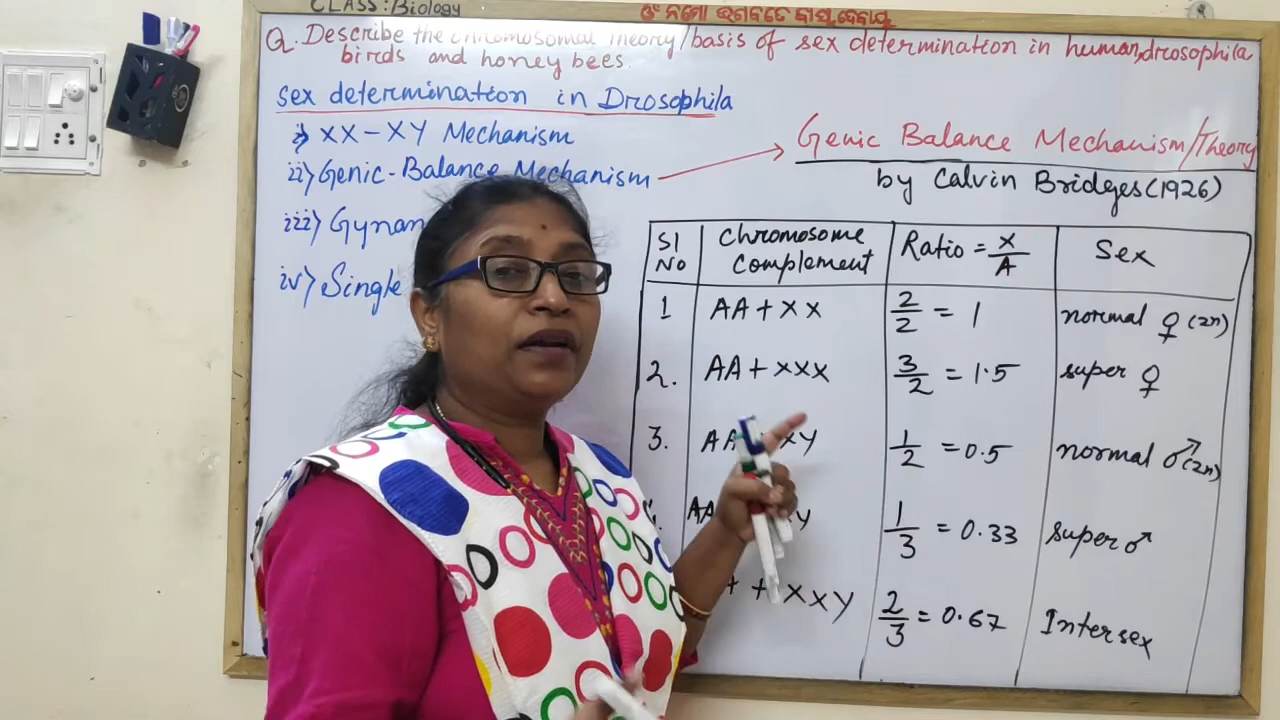 CLASS: Biology
ଓଁ ନମୋ ଭଗବତେ ବାସୁଦେବାୟ
Q. Describe the chromosomal Theory/basis of sex determination in human, drosophila
birds and honey bees.
sex determination in Drosophila
i) XX-XY Mechanism
ii) Genic-Balance Mechanism
iii) Gynan
iv) Single
Genic Balance Mechanism/Theory
by Calvin Bridges (1926)
Sl No | Chromosome Complement | Ratio = X/A | Sex
1 | AA + XX | 2/2 = 1 | normal ♀ (2n)
2. | AA + XXX | 3/2 = 1.5 | super ♀
3. | AA XY | 1/2 = 0.5 | normal ♂ (2n)
AA Y | 1/3 = 0.33 | super ♂
+ XXY | 2/3 = 0.67 | Intersex